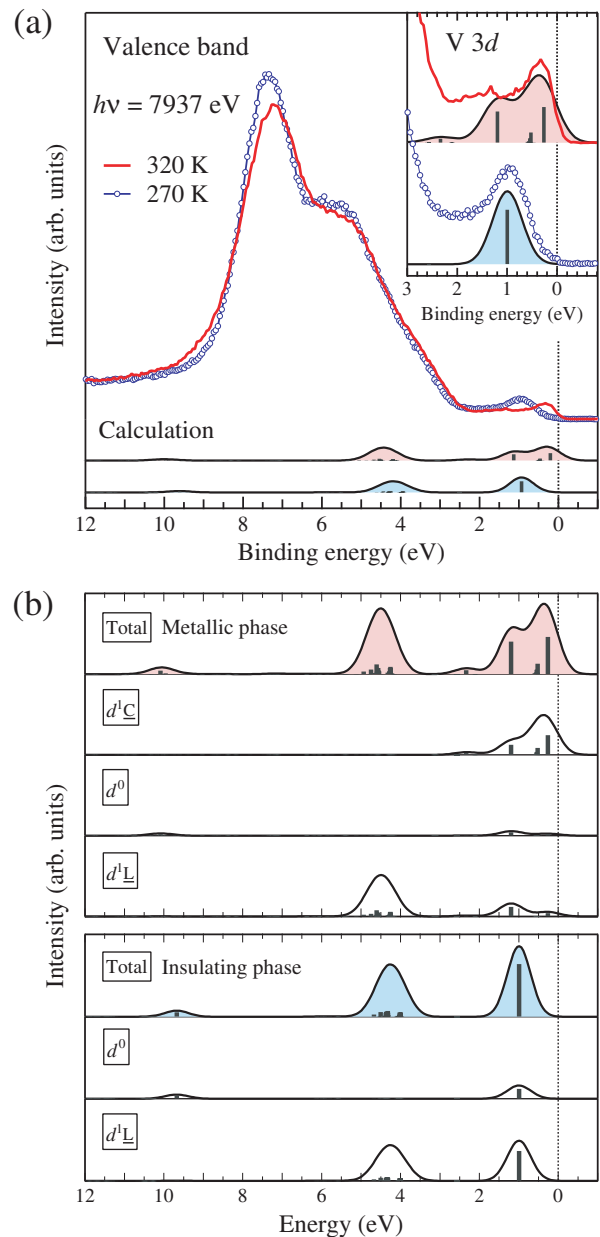 (a)
Valence band
hν = 7937 eV
320 K
270 K
V 3d
3 2 1 0
Binding energy (eV)
Intensity (arb. units)
Calculation
12 10 8 6 4 2 0
Binding energy (eV)
(b)
Total Metallic phase
d¹C̲
d⁰
d¹L̲
Intensity (arb. units)
Total Insulating phase
d⁰
d¹L̲
12 10 8 6 4 2 0
Energy (eV)